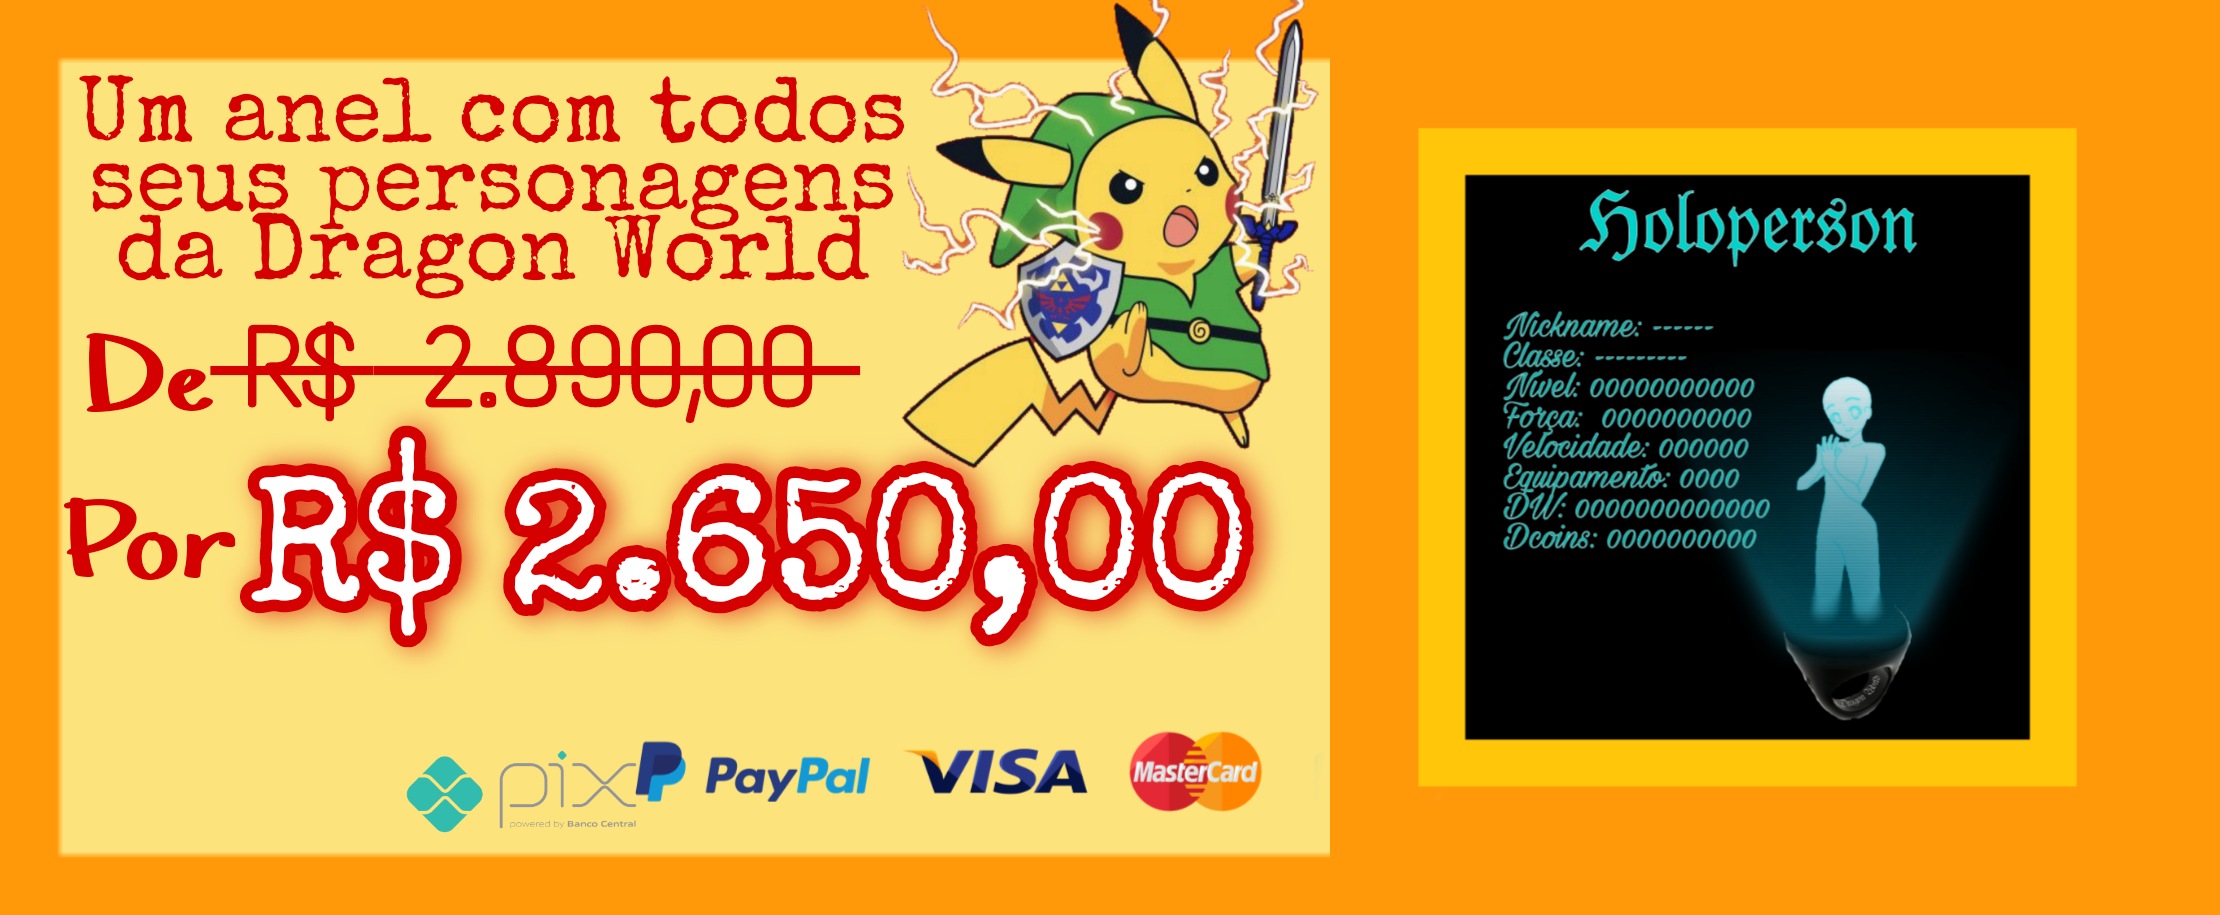 Um anel com todos
seus personagens
da Dragon World
De R$ 2.890,00
Por R$ 2.650,00
pix
powered by Banco Central
PayPal
VISA
MasterCard
Holoperson
Nickname: ------
Classe: ---------
Nível: 00000000000
Força: 0000000000
Velocidade: 000000
Equipamento: 0000
DW: 0000000000000
Dcoins: 0000000000